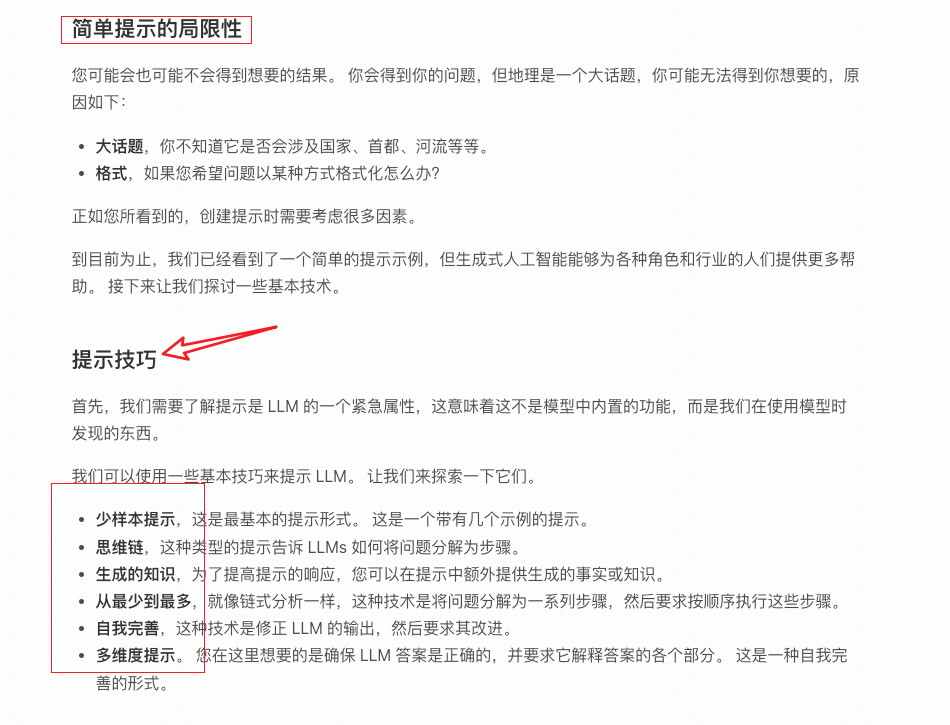 简单提示的局限性
您可能会也可能不会得到想要的结果。 你会得到你的问题，但地理是一个大话题，你可能无法得到你想要的，原
因如下：
大话题，你不知道它是否会涉及国家、首都、河流等等。
格式，如果您希望问题以某种方式格式化怎么办?
正如您所看到的，创建提示时需要考虑很多因素。
到目前为止，我们已经看到了一个简单的提示示例，但生成式人工智能能够为各种角色和行业的人们提供更多帮
助。 接下来让我们探讨一些基本技术。
提示技巧
首先，我们需要了解提示是 LLM 的一个紧急属性，这意味着这不是模型中内置的功能，而是我们在使用模型时
发现的东西。
我们可以使用一些基本技巧来提示 LLM。 让我们来探索一下它们。
少样本提示，这是最基本的提示形式。 这是一个带有几个示例的提示。
思维链，这种类型的提示告诉 LLMs 如何将问题分解为步骤。
生成的知识，为了提高提示的响应，您可以在提示中额外提供生成的事实或知识。
从最少到最多，就像链式分析一样，这种技术是将问题分解为一系列步骤，然后要求按顺序执行这些步骤。
自我完善，这种技术是修正 LLM 的输出，然后要求其改进。
多维度提示。 您在这里想要的是确保 LLM 答案是正确的，并要求它解释答案的各个部分。 这是一种自我完
善的形式。